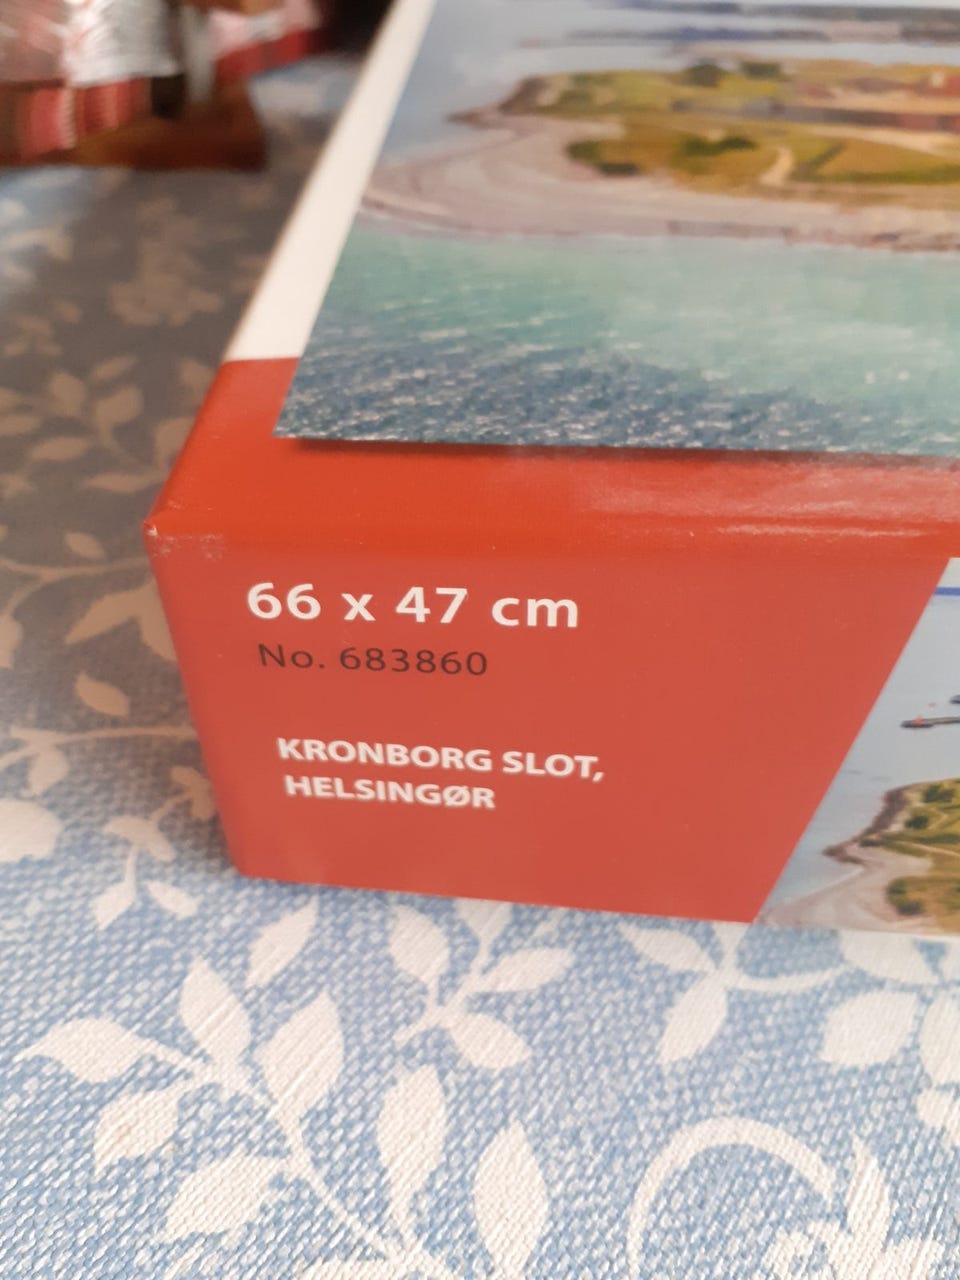 66 x 47 cm
No. 683860
KRONBORG SLOT,
HELSINGØR